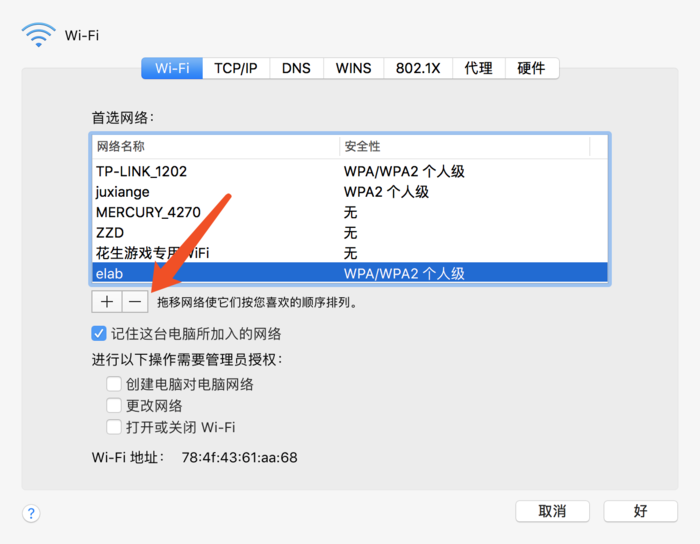 Wi-Fi
Wi-Fi TCP/IP DNS WINS 802.1X 代理 硬件
首选网络：
网络名称 安全性
TP-LINK_1202 WPA/WPA2 个人级
juxiange WPA2 个人级
MERCURY_4270 无
ZZD 无
花生游戏专用WiFi 无
elab WPA/WPA2 个人级
+ − 拖移网络使它们按您喜欢的顺序排列。
记住这台电脑所加入的网络
进行以下操作需要管理员授权：
创建电脑对电脑网络
更改网络
打开或关闭 Wi-Fi
Wi-Fi 地址： 78:4f:43:61:aa:68
? 取消 好